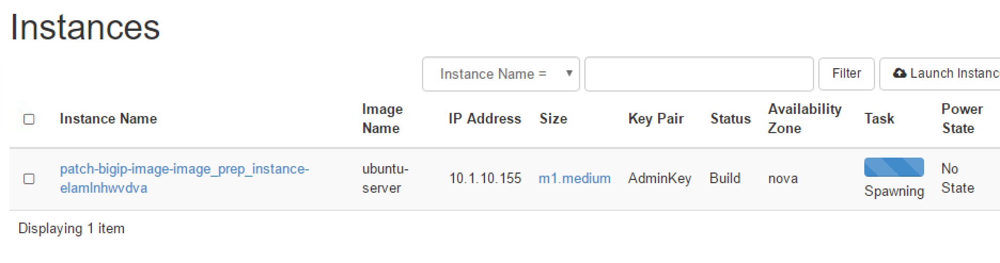 Instances
Instance Name =
Filter
Launch Instanc
Instance Name
Image
Name
IP Address
Size
Key Pair
Status
Availability
Zone
Task
Power
State
patch-bigip-image-image_prep_instance-
elamlnhwvdva
ubuntu-
server
10.1.10.155
m1.medium
AdminKey
Build
nova
Spawning
No
State
Displaying 1 item